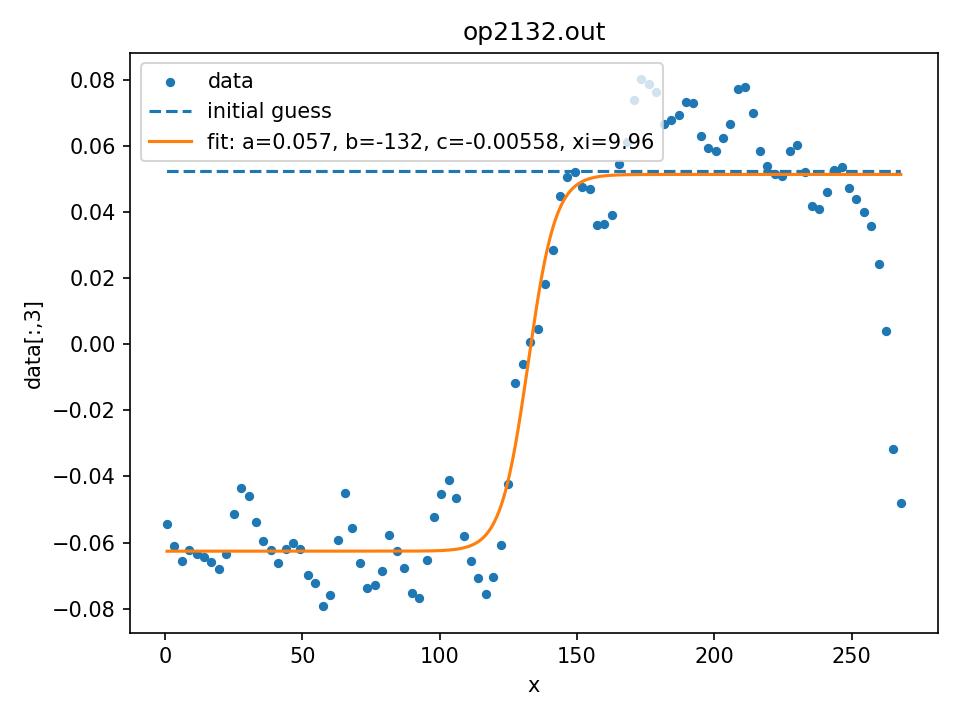 op2132.out
data
initial guess
fit: a=0.057, b=-132, c=-0.00558, xi=9.96
0.08
0.06
0.04
0.02
0.00
−0.02
−0.04
−0.06
−0.08
data[:,3]
0 50 100 150 200 250
x